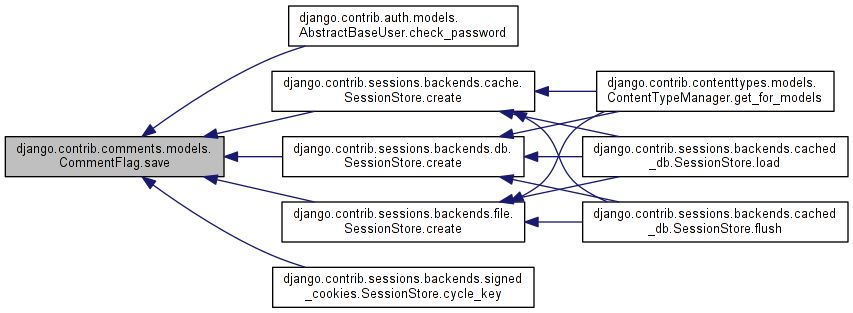 django.contrib.auth.models.
AbstractBaseUser.check_password
django.contrib.sessions.backends.cache.
SessionStore.create
django.contrib.contenttypes.models.
ContentTypeManager.get_for_models
django.contrib.comments.models.
CommentFlag.save
django.contrib.sessions.backends.db.
SessionStore.create
django.contrib.sessions.backends.cached
_db.SessionStore.load
django.contrib.sessions.backends.file.
SessionStore.create
django.contrib.sessions.backends.cached
_db.SessionStore.flush
django.contrib.sessions.backends.signed
_cookies.SessionStore.cycle_key